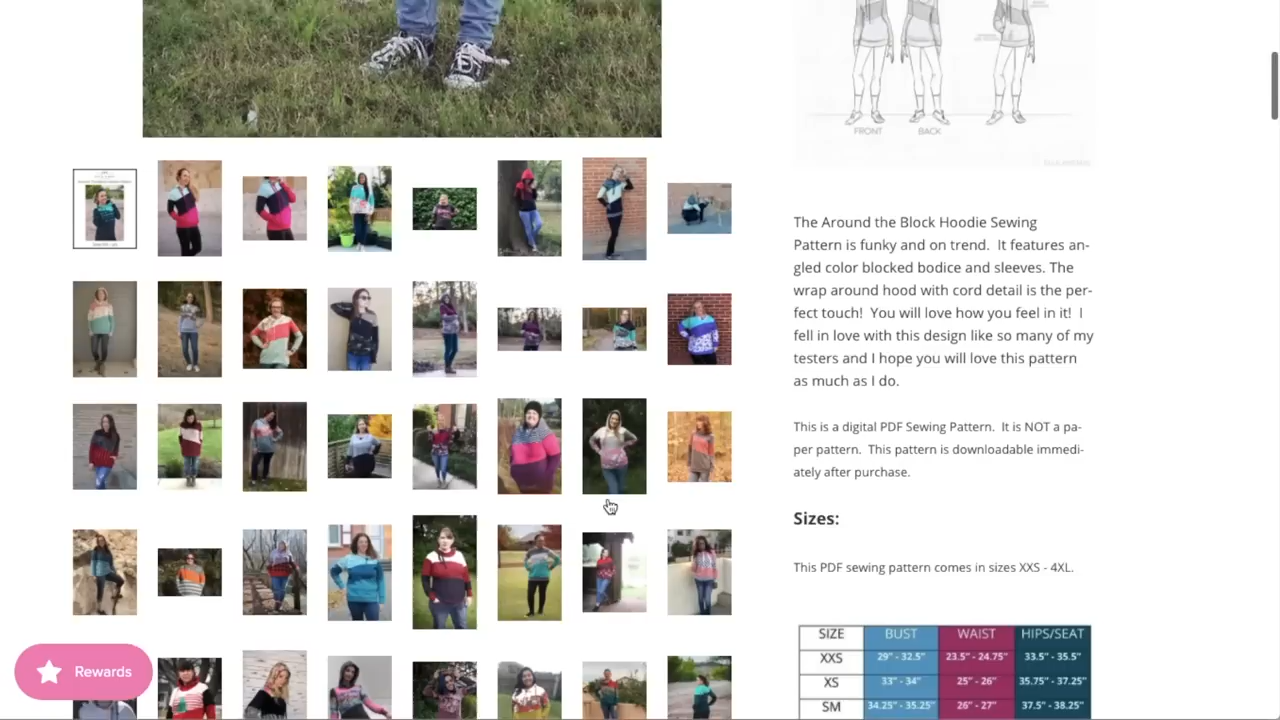 FRONT
BACK
The Around the Block Hoodie Sewing
Pattern is funky and on trend.  It features an-
gled color blocked bodice and sleeves. The
wrap around hood with cord detail is the per-
fect touch!  You will love how you feel in it!  I
fell in love with this design like so many of my
testers and I hope you will love this pattern
as much as I do.
This is a digital PDF Sewing Pattern.  It is NOT a pa-
per pattern.  This pattern is downloadable immedi-
ately after purchase.
Sizes:
This PDF sewing pattern comes in sizes XXS - 4XL.
SIZE BUST WAIST HIPS/SEAT
XXS 29" - 32.5" 23.5" - 24.75" 33.5" - 35.5"
XS 33" - 34" 25" - 26" 35.75" - 37.25"
SM 34.25" - 35.25" 26" - 27" 37.5" - 38.25"
Rewards